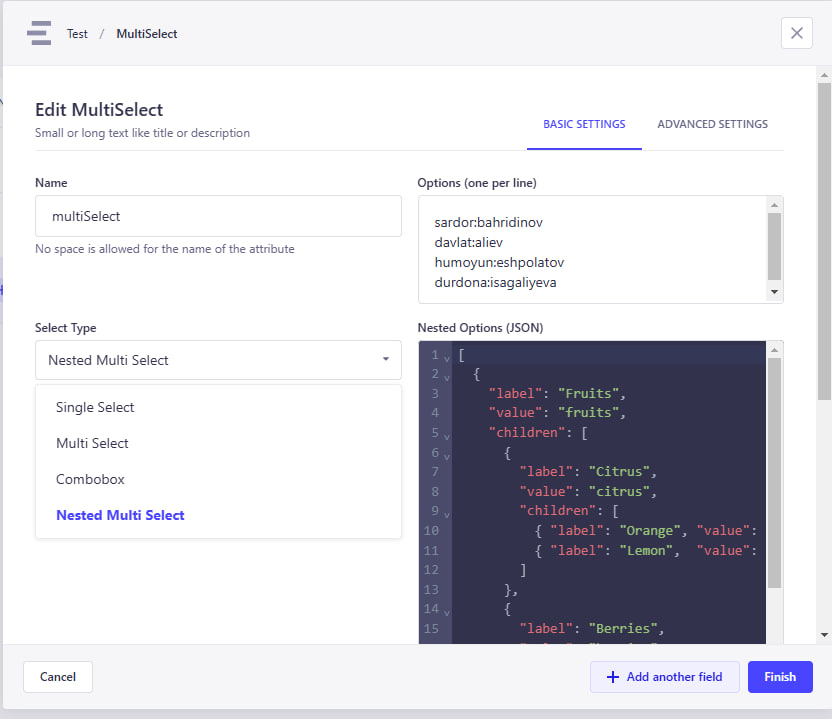 Test / MultiSelect
Edit MultiSelect
Small or long text like title or description
BASIC SETTINGS
ADVANCED SETTINGS
Name
multiSelect
No space is allowed for the name of the attribute
Options (one per line)
sardor:bahridinov
davlat:aliev
humoyun:eshpolatov
durdona:isagaliyeva
Select Type
Nested Multi Select
Single Select
Multi Select
Combobox
Nested Multi Select
Nested Options (JSON)
1 [
2 {
3 "label": "Fruits",
4 "value": "fruits",
5 "children": [
6 {
7 "label": "Citrus",
8 "value": "citrus",
9 "children": [
10 { "label": "Orange", "value":
11 { "label": "Lemon", "value":
12 ]
13 },
14 {
15 "label": "Berries",
Cancel
+ Add another field
Finish